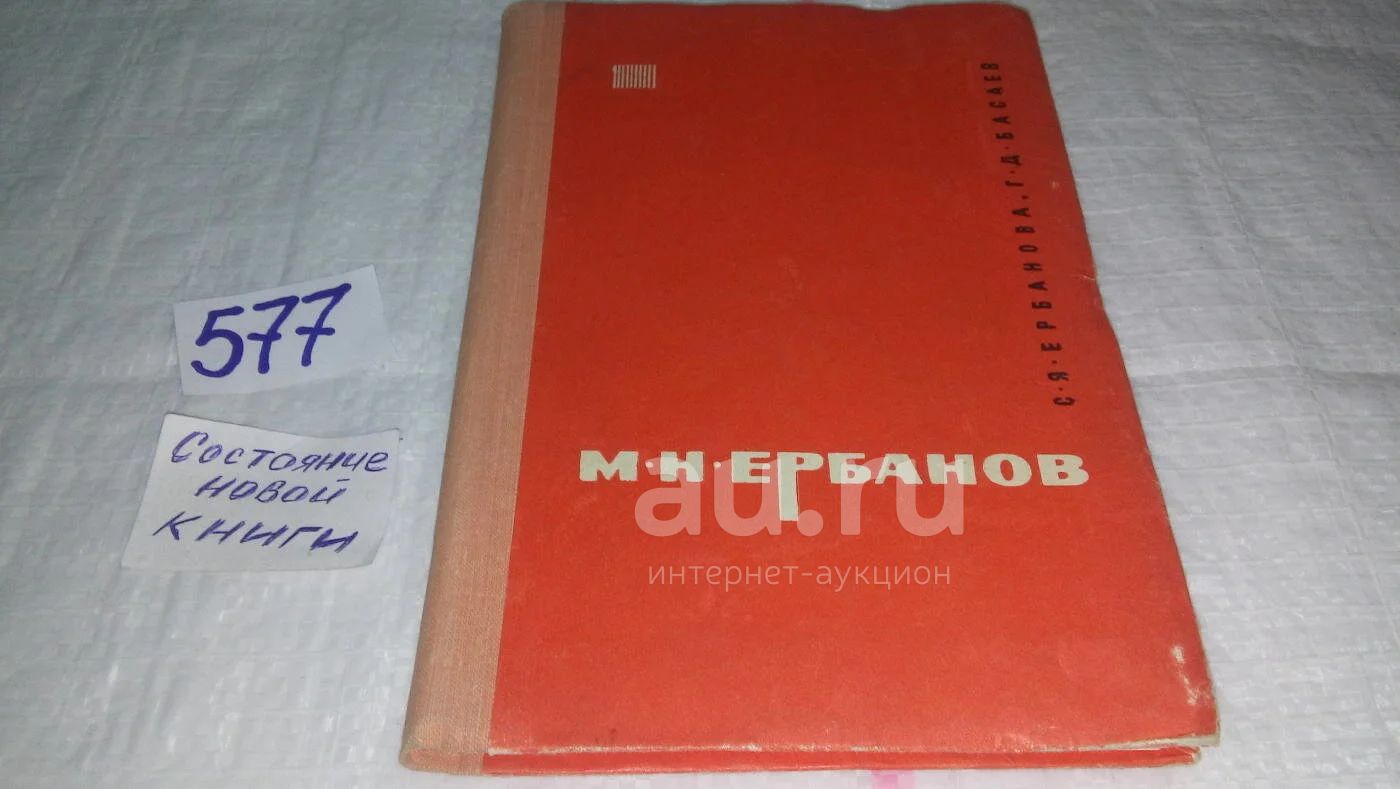 С·Я·ЕРБАНОВА, Г·Д·БАСАЕВ
М·Н·ЕРБАНОВ
au.ru
интернет-аукцион
577
Состояние
новой
книги